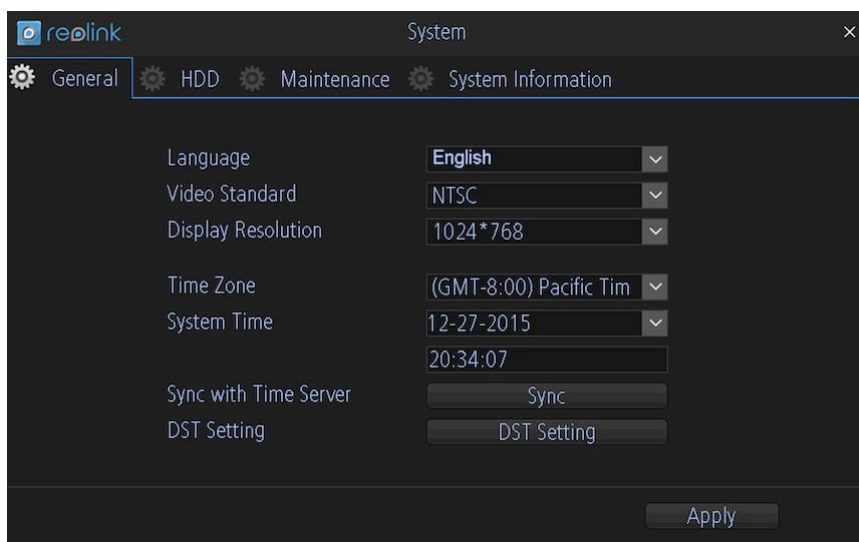 reolink System ×
General HDD Maintenance System Information
Language English
Video Standard NTSC
Display Resolution 1024*768
Time Zone (GMT-8:00) Pacific Tim
System Time 12-27-2015
20:34:07
Sync with Time Server Sync
DST Setting DST Setting
Apply